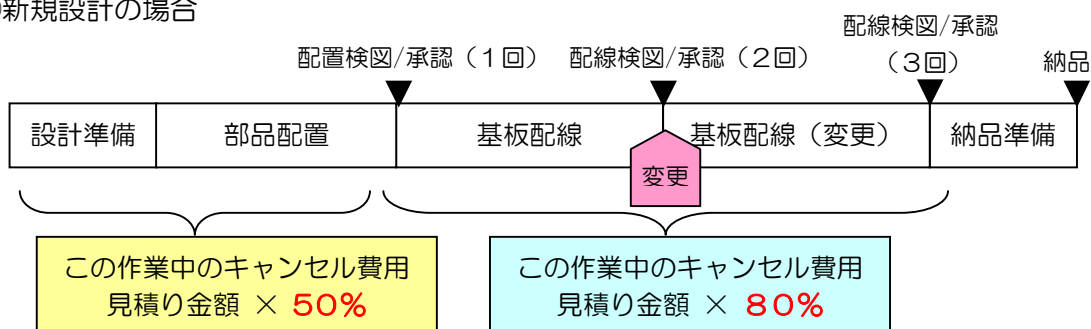 新規設計の場合
配置検図/承認（１回）
配線検図/承認（２回）
配線検図/承認
（３回）
納品
設計準備
部品配置
基板配線
基板配線（変更）
納品準備
変更
この作業中のキャンセル費用
見積り金額 × ５０%
この作業中のキャンセル費用
見積り金額 × ８０%